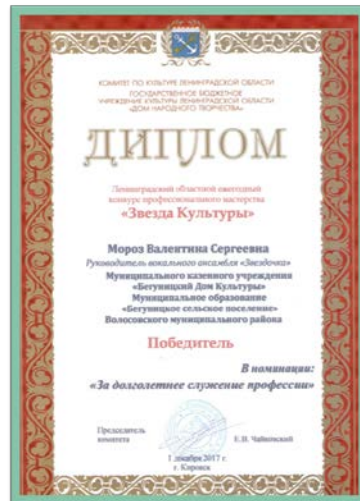 КОМИТЕТ ПО КУЛЬТУРЕ ЛЕНИНГРАДСКОЙ ОБЛАСТИ
ГОСУДАРСТВЕННОЕ БЮДЖЕТНОЕ
УЧРЕЖДЕНИЕ КУЛЬТУРЫ ЛЕНИНГРАДСКОЙ ОБЛАСТИ
«ДОМ НАРОДНОГО ТВОРЧЕСТВА»
ДИПЛОМ
Ленинградский областной ежегодный
конкурс профессионального мастерства
«Звезда Культуры»
Мороз Валентина Сергеевна
Руководитель вокального ансамбля «Звездочка»
Муниципального казенного учреждения
«Бегуницкий Дом Культуры»
Муниципальное образование
«Бегуницкое сельское поселение»
Волосовского муниципального района
Победитель
В номинации:
«За долголетнее служение профессии»
Председатель
комитета
Е.В. Чайковский
1 декабря 2017 г.
г. Кировск